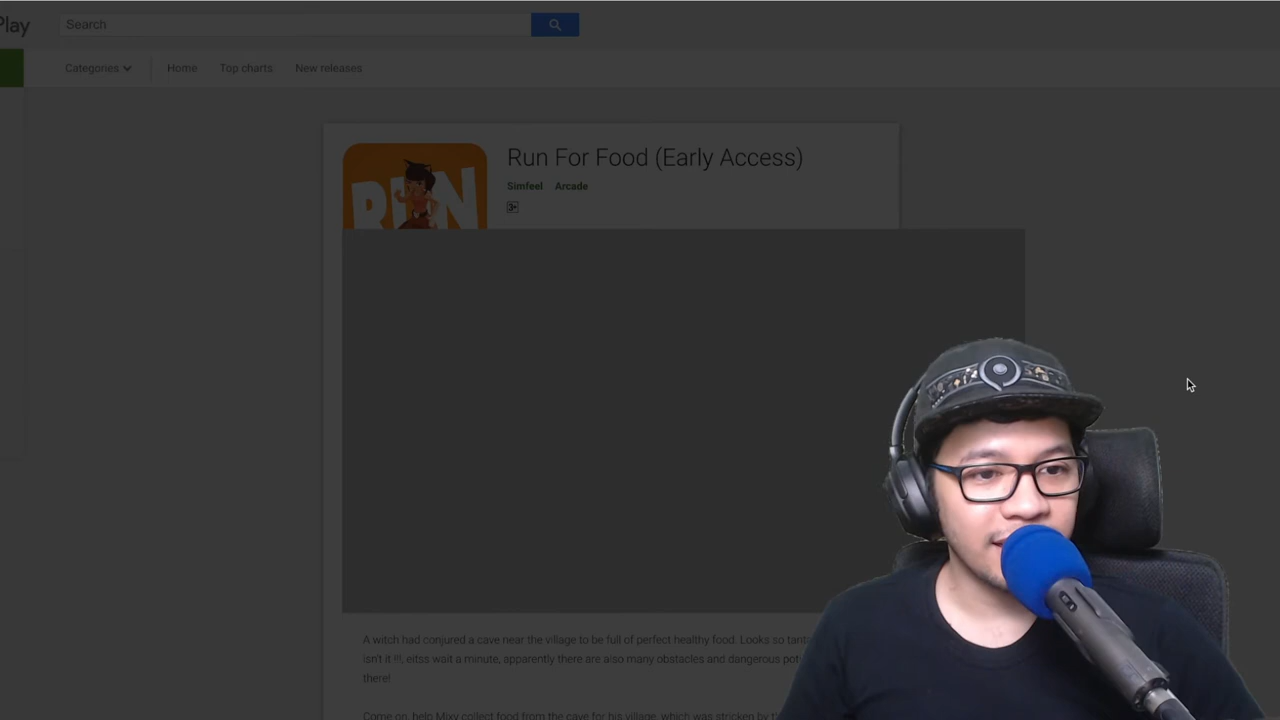 Play
Search
Categories
Home
Top charts
New releases
RUN
Run For Food (Early Access)
Simfeel Arcade
3+
A witch had conjured a cave near the village to be full of perfect healthy food. Looks so
isn't it !!!, eitss wait a minute, apparently there are also many obstacles and dangerous
there!
Come on, help Mixy collect food from the cave for his village, which was stricken by